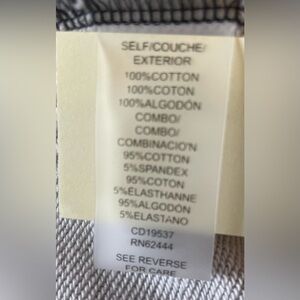 SELF/COUCHE/
EXTERIOR
100%COTTON
100%COTON
100%ALGODÓN
COMBO/
COMBO/
COMBINACIO'N
95%COTTON
5%SPANDEX
95%COTON
5%ELASTHANNE
95%ALGODÓN
5%ELASTANO
CD19537
RN62444
SEE REVERSE
FOR CARE